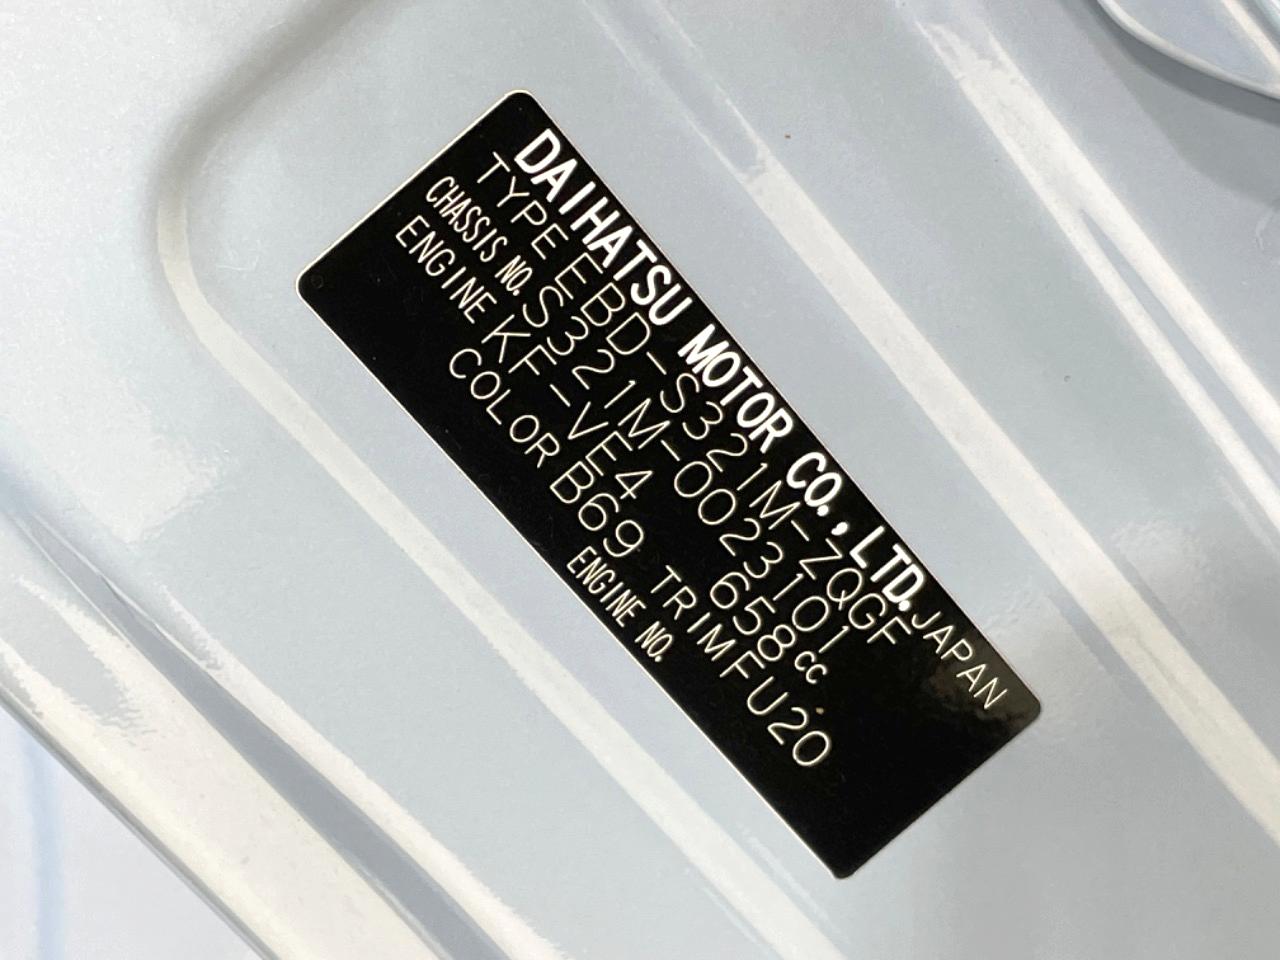 DAIHATSU MOTOR CO., LTD. JAPAN
TYPE EBD-S321M-ZQGF
CHASSIS NO. S321M-0023101
ENGINE KF-VE4 658cc
COLOR B69 TRIM FU20
ENGINE NO.